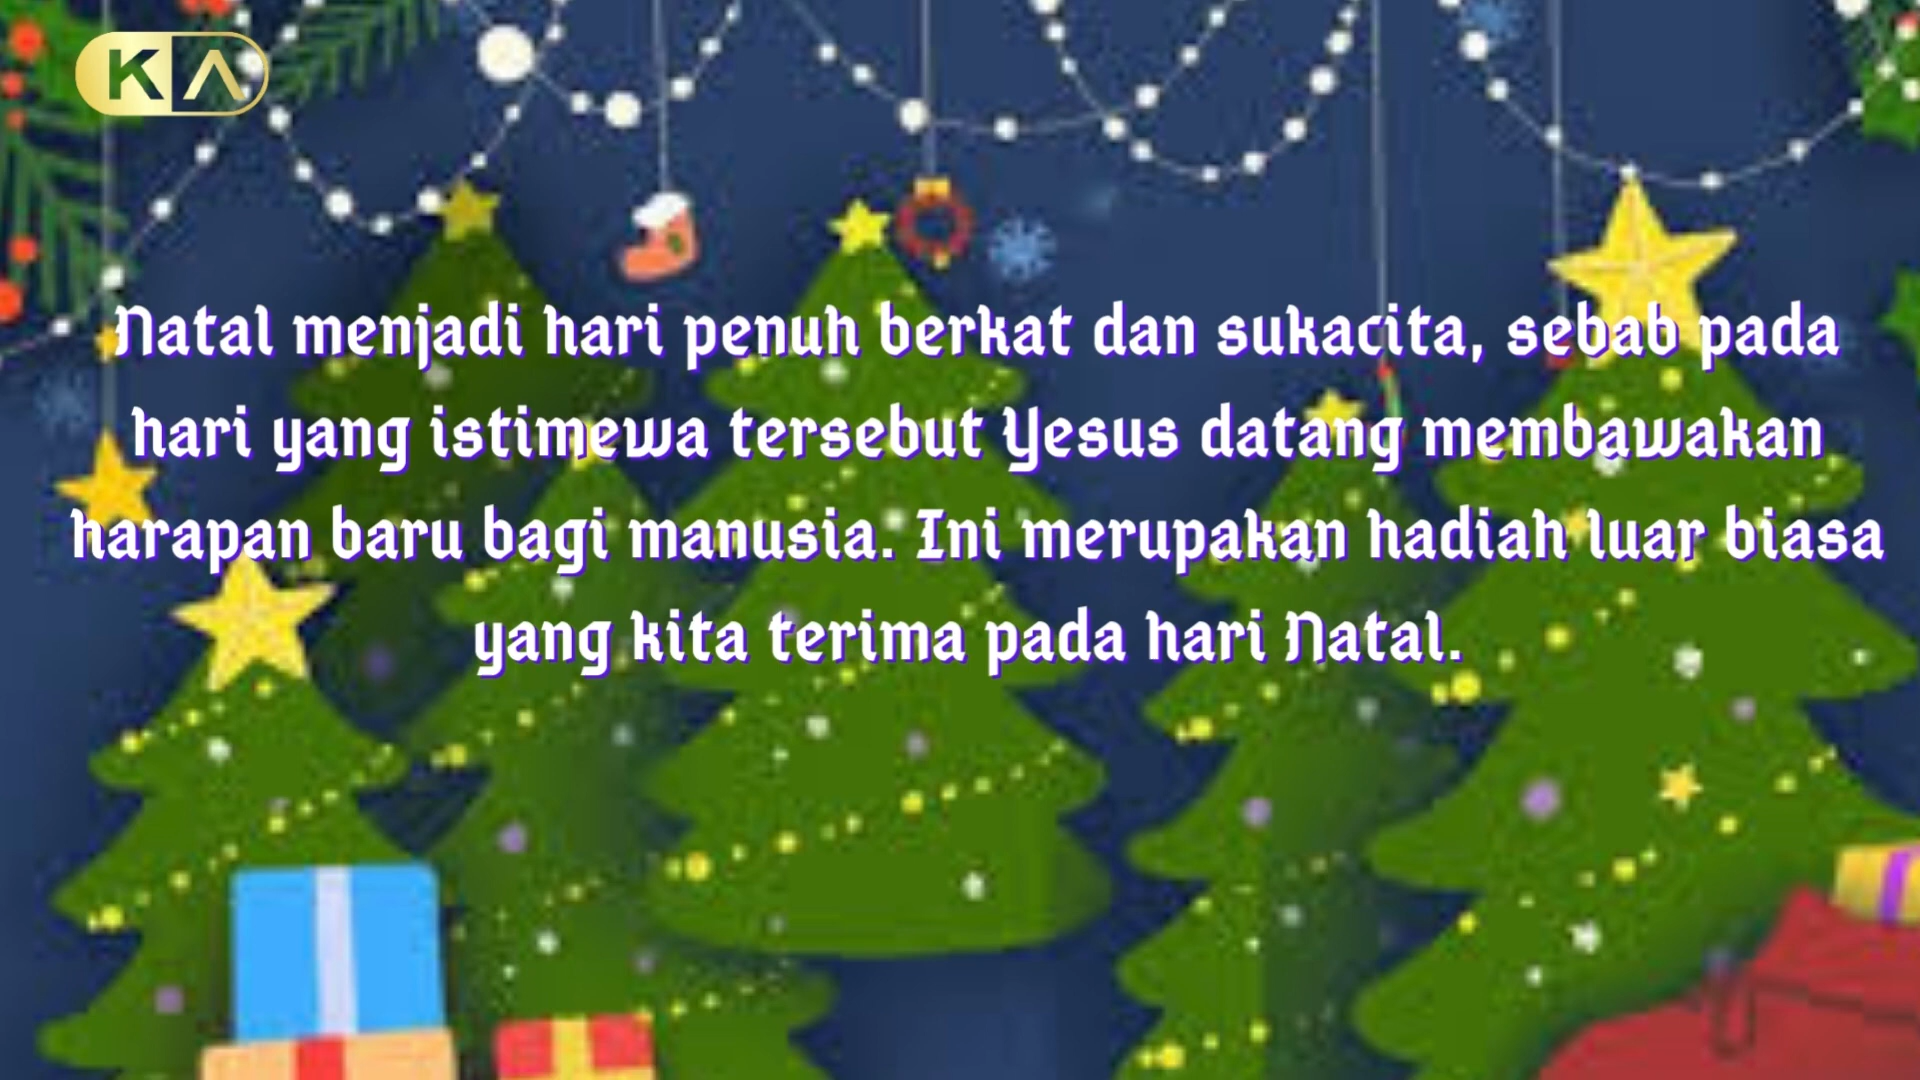 KA
Natal menjadi hari penuh berkat dan sukacita, sebab pada
hari yang istimewa tersebut Yesus datang membawakan
harapan baru bagi manusia. Ini merupakan hadiah luar biasa
yang kita terima pada hari Natal.